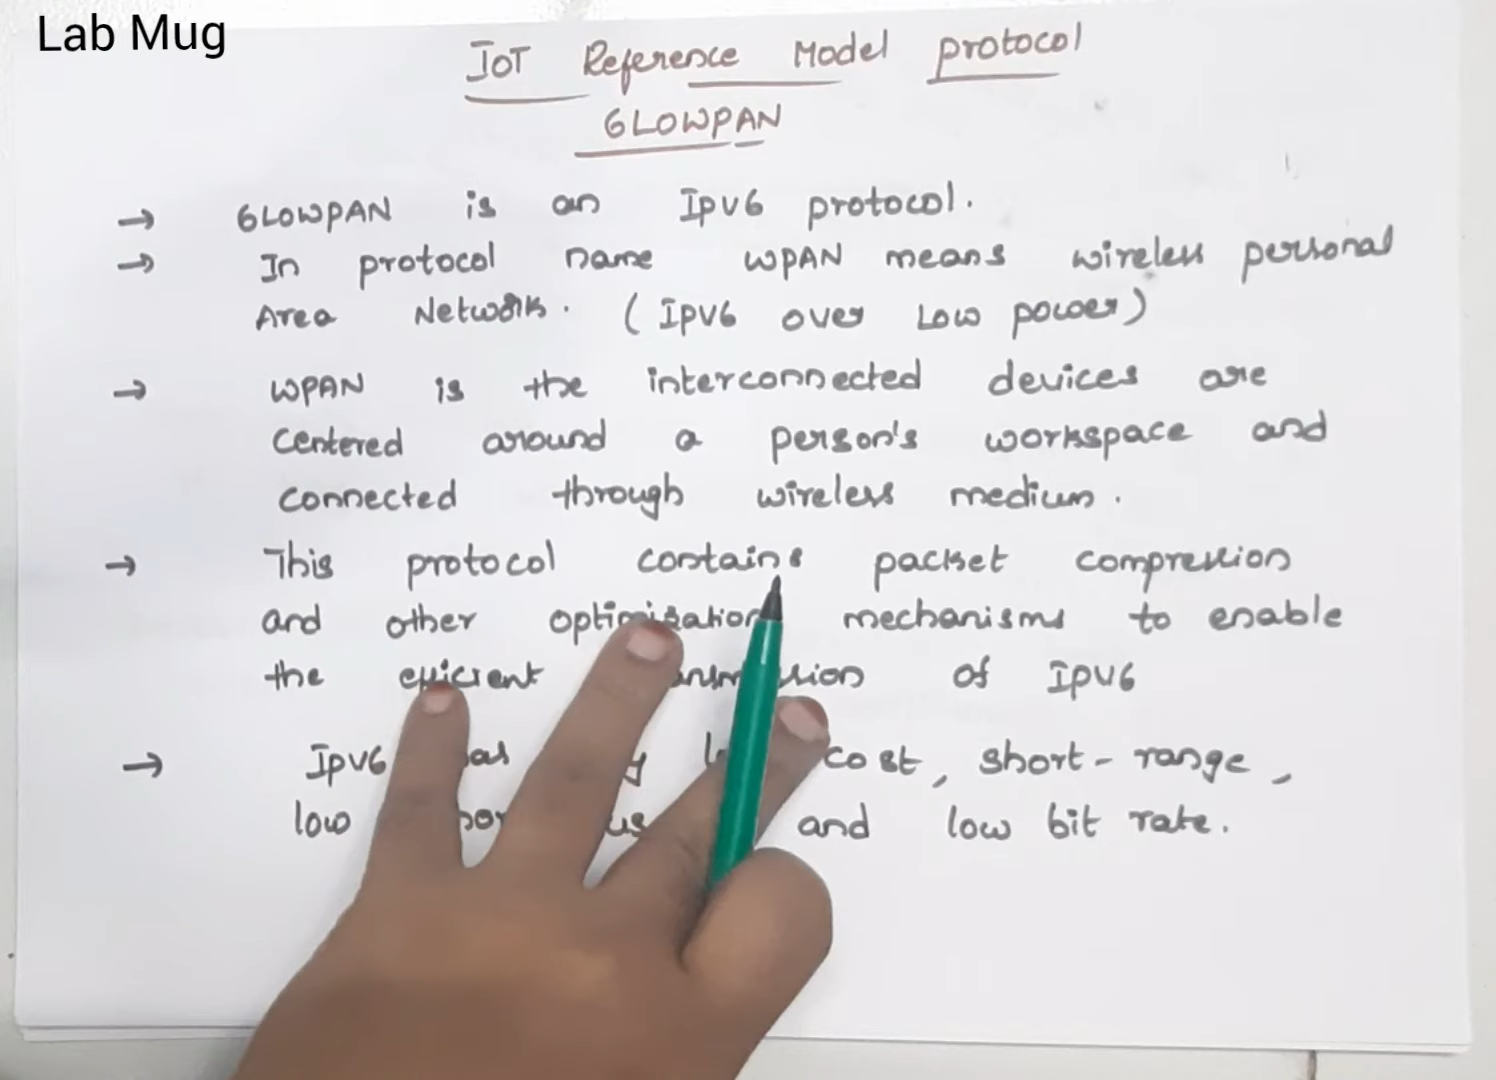 Lab Mug
IOT Reference Model protocol
6LOWPAN
→ 6LOWPAN is an IPV6 protocol.
→ In protocol name WPAN means wireless personal
Area Network. (IPV6 over Low power)
→ WPAN is the interconnected devices are
centered around a person's workspace and
connected through wireless medium.
→ This protocol contains packet compression
and other optimisation mechanisms to enable
the efficient of IPV6
→ IPV6 cost, short-range,
low and low bit rate.